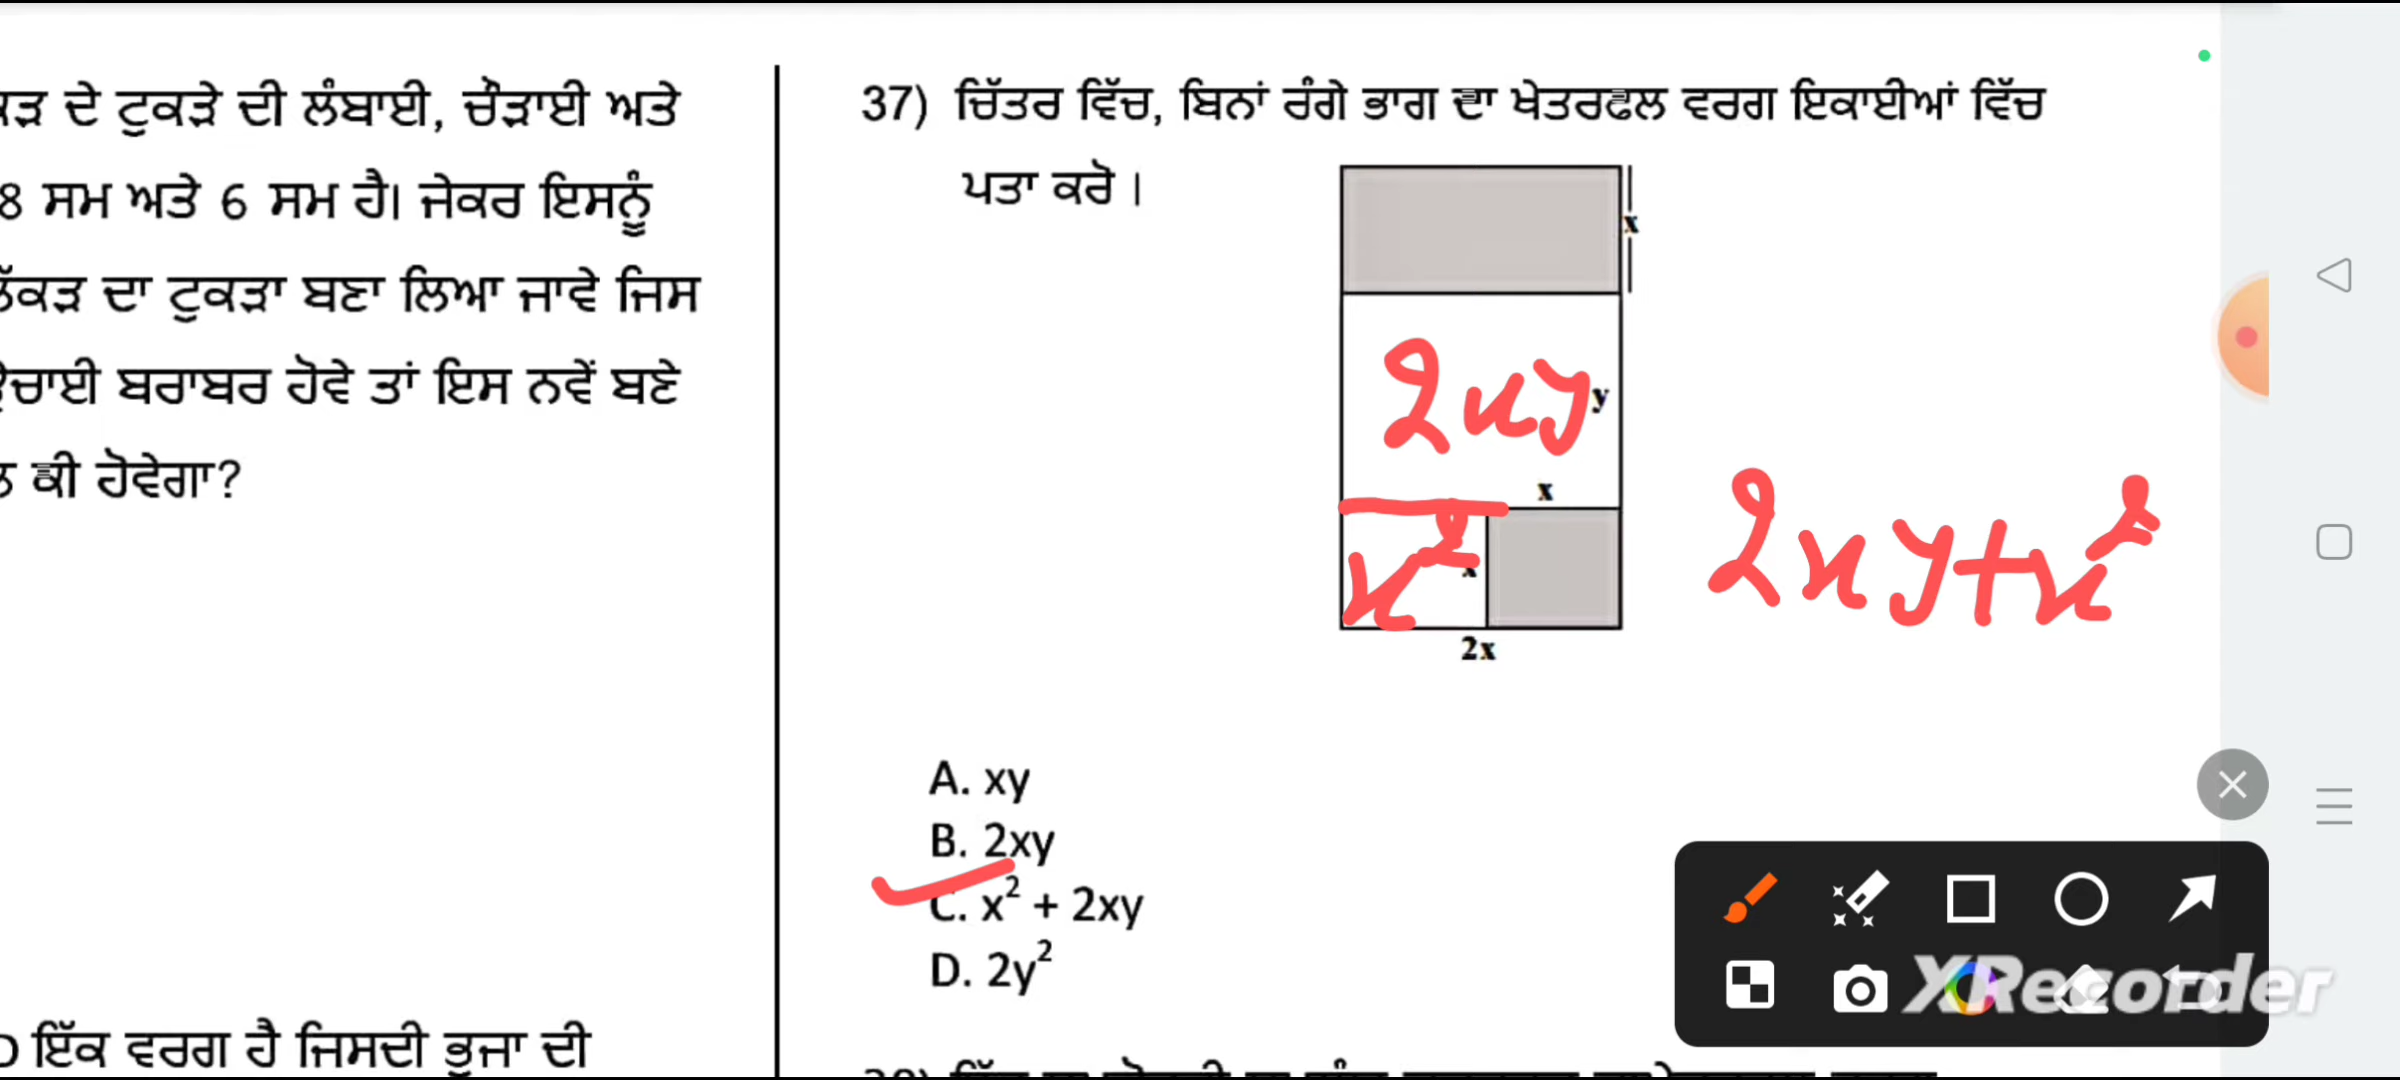 ਦੇ ਟੁਕੜੇ ਦੀ ਲੰਬਾਈ, ਚੌੜਾਈ ਅਤੇ
8 ਸਮ ਅਤੇ 6 ਸਮ ਹੈ। ਜੇਕਰ ਇਸਨੂੰ
ਦਾ ਟੁਕੜਾ ਬਣਾ ਲਿਆ ਜਾਵੇ ਜਿਸ
ਬਰਾਬਰ ਹੋਵੇ ਤਾਂ ਇਸ ਨਵੇਂ ਬਣੇ
ਕੀ ਹੋਵੇਗਾ?
ਇੱਕ ਵਰਗ ਹੈ ਜਿਸਦੀ ਭੁਜਾ ਦੀ
37) ਚਿੱਤਰ ਵਿੱਚ, ਬਿਨਾਂ ਰੰਗੇ ਭਾਗ ਦਾ ਖੇਤਰਫਲ ਵਰਗ ਇਕਾਈਆਂ ਵਿੱਚ
ਪਤਾ ਕਰੋ।
x
2xy
y
x
x²
x
2x
2xy+x²
A. xy
B. 2xy
C. x² + 2xy
D. 2y²
XRecorder